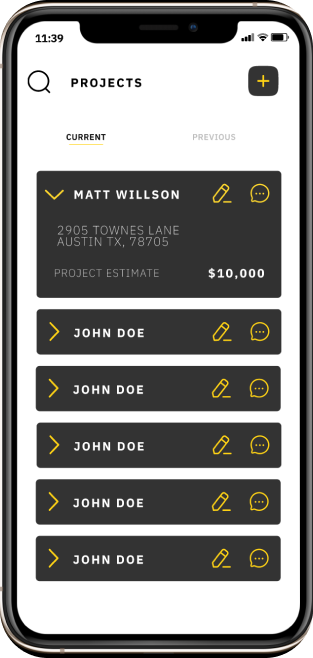 11:39
PROJECTS
CURRENT
PREVIOUS
MATT WILLSON
2905 TOWNES LANE
AUSTIN TX, 78705
PROJECT ESTIMATE $10,000
JOHN DOE
JOHN DOE
JOHN DOE
JOHN DOE
JOHN DOE